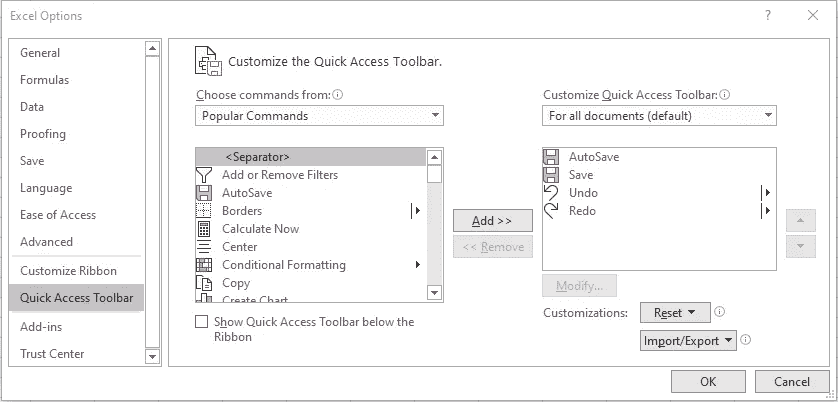 Excel Options
?
General
Formulas
Data
Proofing
Save
Language
Ease of Access
Advanced
Customize Ribbon
Quick Access Toolbar
Add-ins
Trust Center
Customize the Quick Access Toolbar.
Choose commands from:
Popular Commands
<Separator>
Add or Remove Filters
AutoSave
Borders
Calculate Now
Center
Conditional Formatting
Copy
Create Chart
Show Quick Access Toolbar below the
Ribbon
Add >>
<< Remove
Customize Quick Access Toolbar:
For all documents (default)
AutoSave
Save
Undo
Redo
Modify...
Customizations:
Reset
Import/Export
OK
Cancel